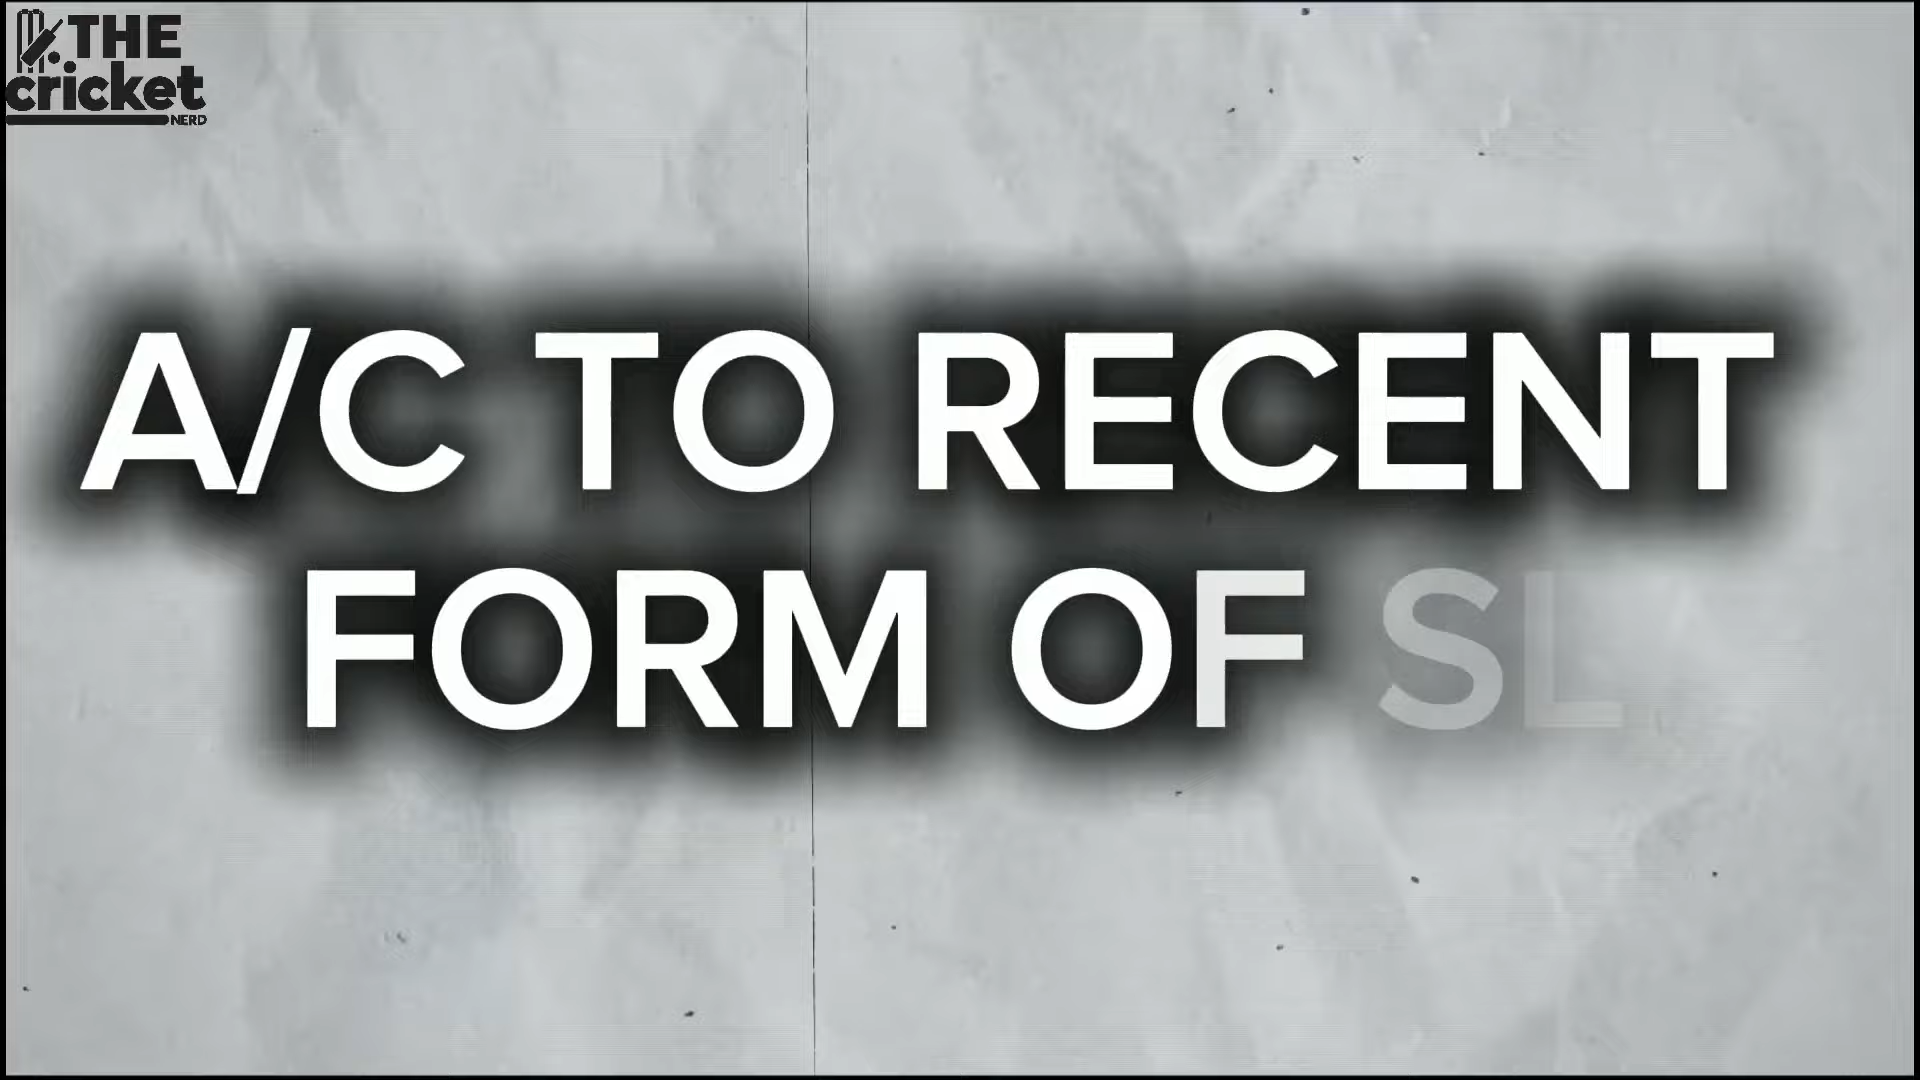 THE
cricket
NERD
A/C TO RECENT
FORM OF SL